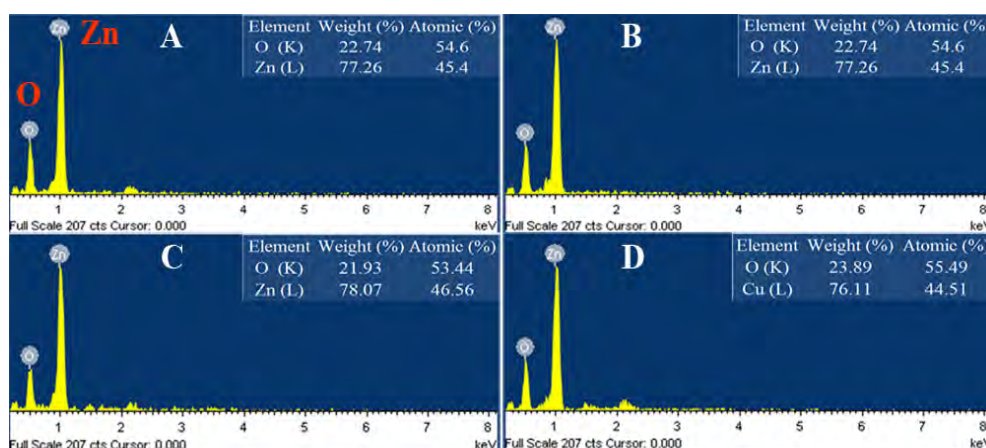 Zn Zn A
Element Weight (%) Atomic (%)
O (K) 22.74 54.6
Zn (L) 77.26 45.4
O
O
1 2 3 4 5 6 7 8
Full Scale 207 cts Cursor: 0.000 keV
Zn B
Element Weight (%) Atomic (%)
O (K) 22.74 54.6
Zn (L) 77.26 45.4
O
1 2 3 4 5 6 7 8
Full Scale 207 cts Cursor: 0.000 keV
Zn C
Element Weight (%) Atomic (%)
O (K) 21.93 53.44
Zn (L) 78.07 46.56
O
1 2 3 4 5 6 7 8
Full Scale 207 cts Cursor: 0.000 keV
Zn D
Element Weight (%) Atomic (%)
O (K) 23.89 55.49
Cu (L) 76.11 44.51
O
1 2 3 4 5 6 7 8
Full Scale 207 cts Cursor: 0.000 keV